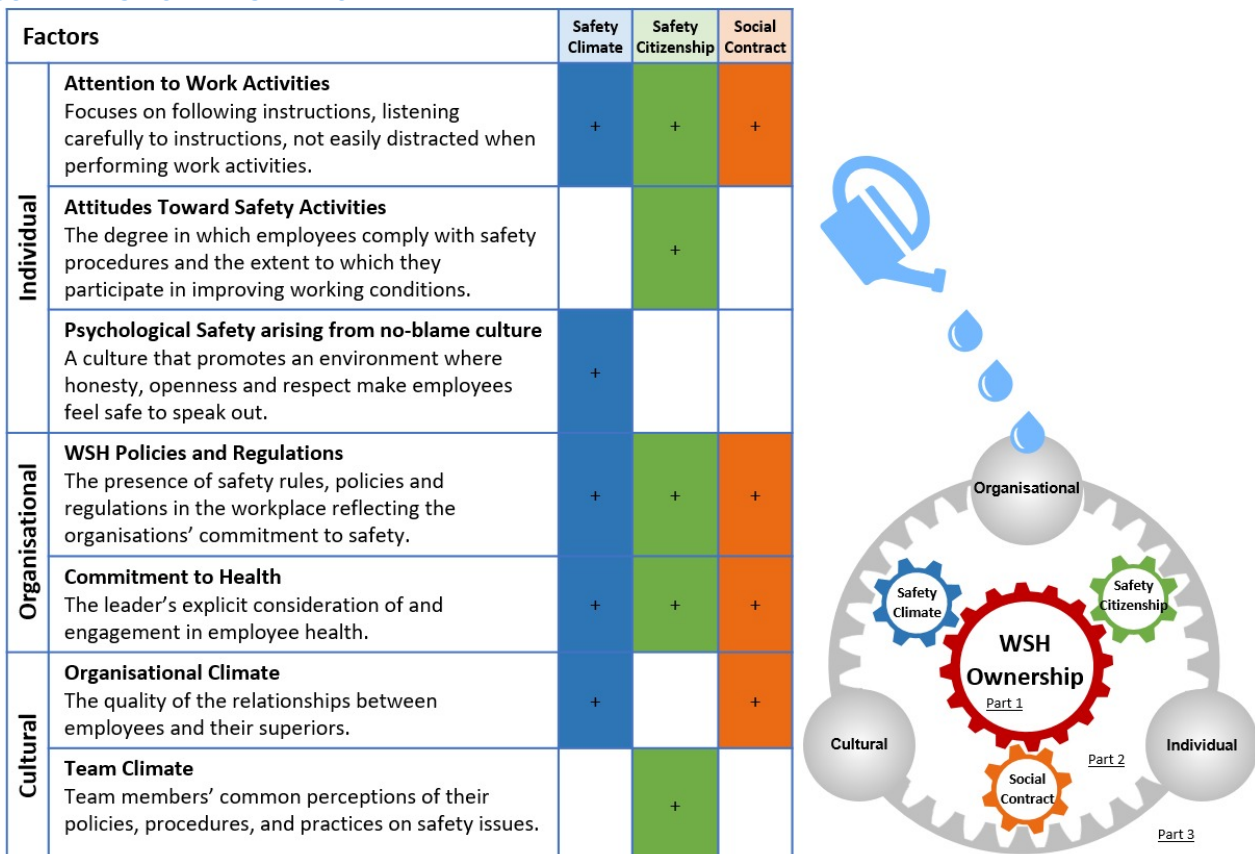 Factors
Safety
Climate
Safety
Citizenship
Social
Contract
Individual
Attention to Work Activities
Focuses on following instructions, listening
carefully to instructions, not easily distracted when
performing work activities.
+ + +
Attitudes Toward Safety Activities
The degree in which employees comply with safety
procedures and the extent to which they
participate in improving working conditions.
+
Psychological Safety arising from no-blame culture
A culture that promotes an environment where
honesty, openness and respect make employees
feel safe to speak out.
+
Organisational
WSH Policies and Regulations
The presence of safety rules, policies and
regulations in the workplace reflecting the
organisations' commitment to safety.
+ + +
Commitment to Health
The leader's explicit consideration of and
engagement in employee health.
+ + +
Cultural
Organisational Climate
The quality of the relationships between
employees and their superiors.
+ +
Team Climate
Team members' common perceptions of their
policies, procedures, and practices on safety issues.
+
Organisational
Safety
Climate
Safety
Citizenship
WSH
Ownership
Part 1
Cultural
Individual
Part 2
Social
Contract
Part 3